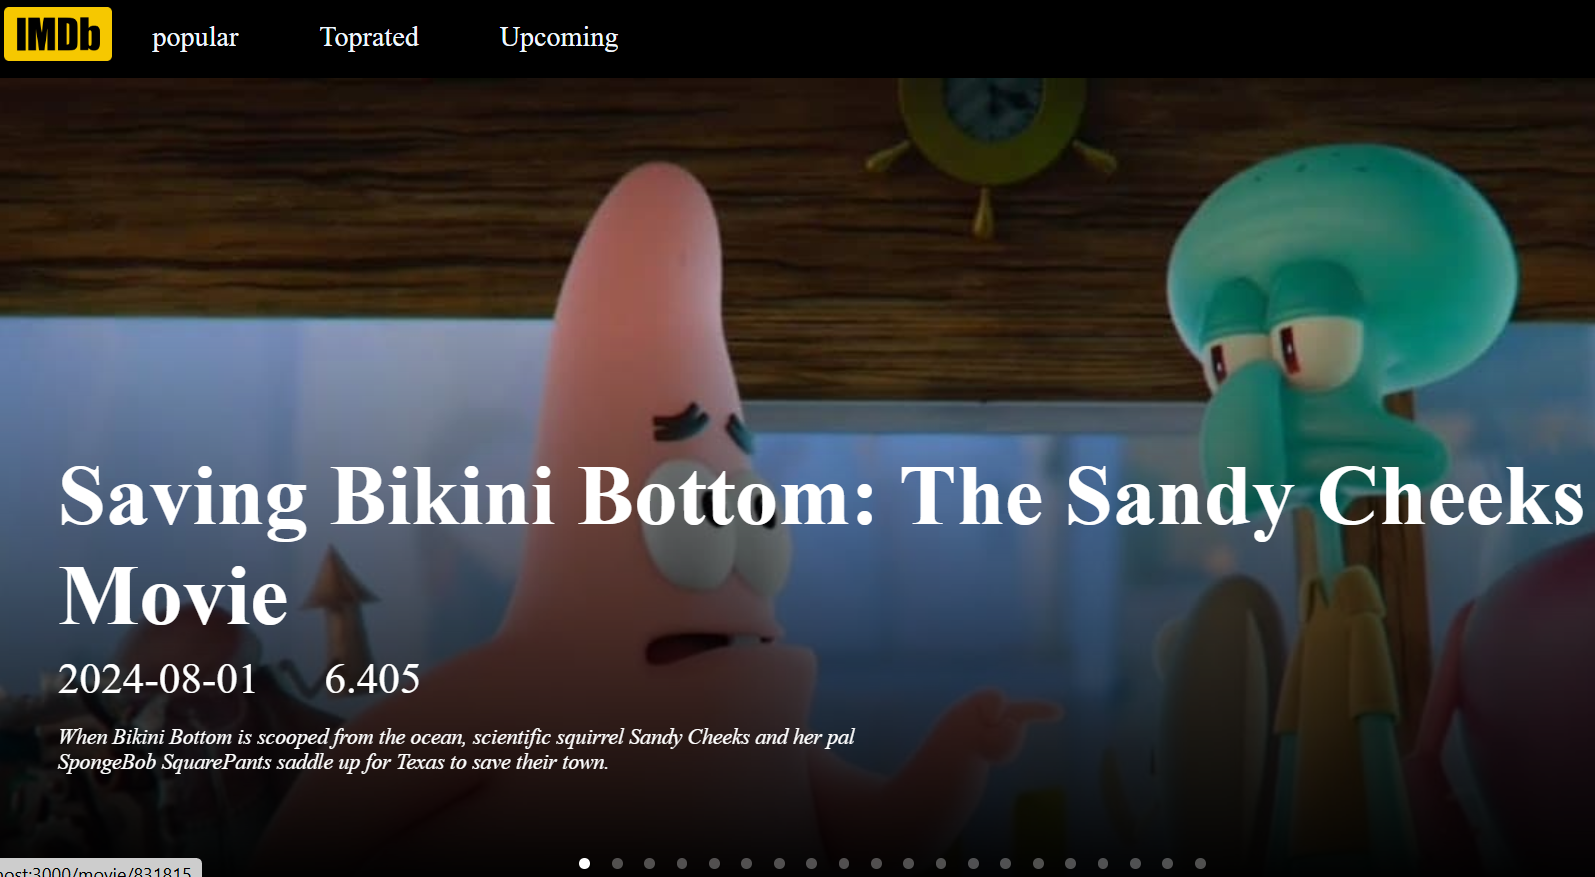 IMDb popular Toprated Upcoming
Saving Bikini Bottom: The Sandy Cheeks
Movie
2024-08-01 6.405
When Bikini Bottom is scooped from the ocean, scientific squirrel Sandy Cheeks and her pal
SpongeBob SquarePants saddle up for Texas to save their town.
ost:3000/movie/831815